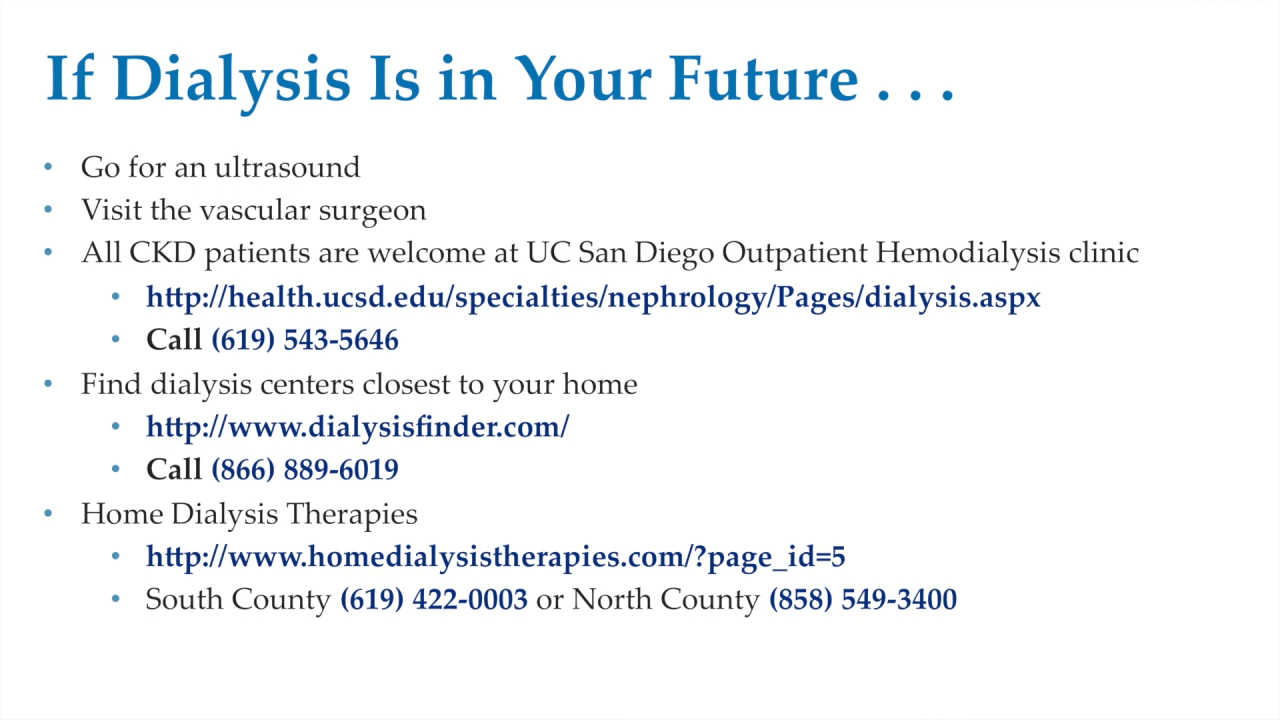 If Dialysis Is in Your Future . . .
• Go for an ultrasound
• Visit the vascular surgeon
• All CKD patients are welcome at UC San Diego Outpatient Hemodialysis clinic
• http://health.ucsd.edu/specialties/nephrology/Pages/dialysis.aspx
• Call (619) 543-5646
• Find dialysis centers closest to your home
• http://www.dialysisfinder.com/
• Call (866) 889-6019
• Home Dialysis Therapies
• http://www.homedialysistherapies.com/?page_id=5
• South County (619) 422-0003 or North County (858) 549-3400